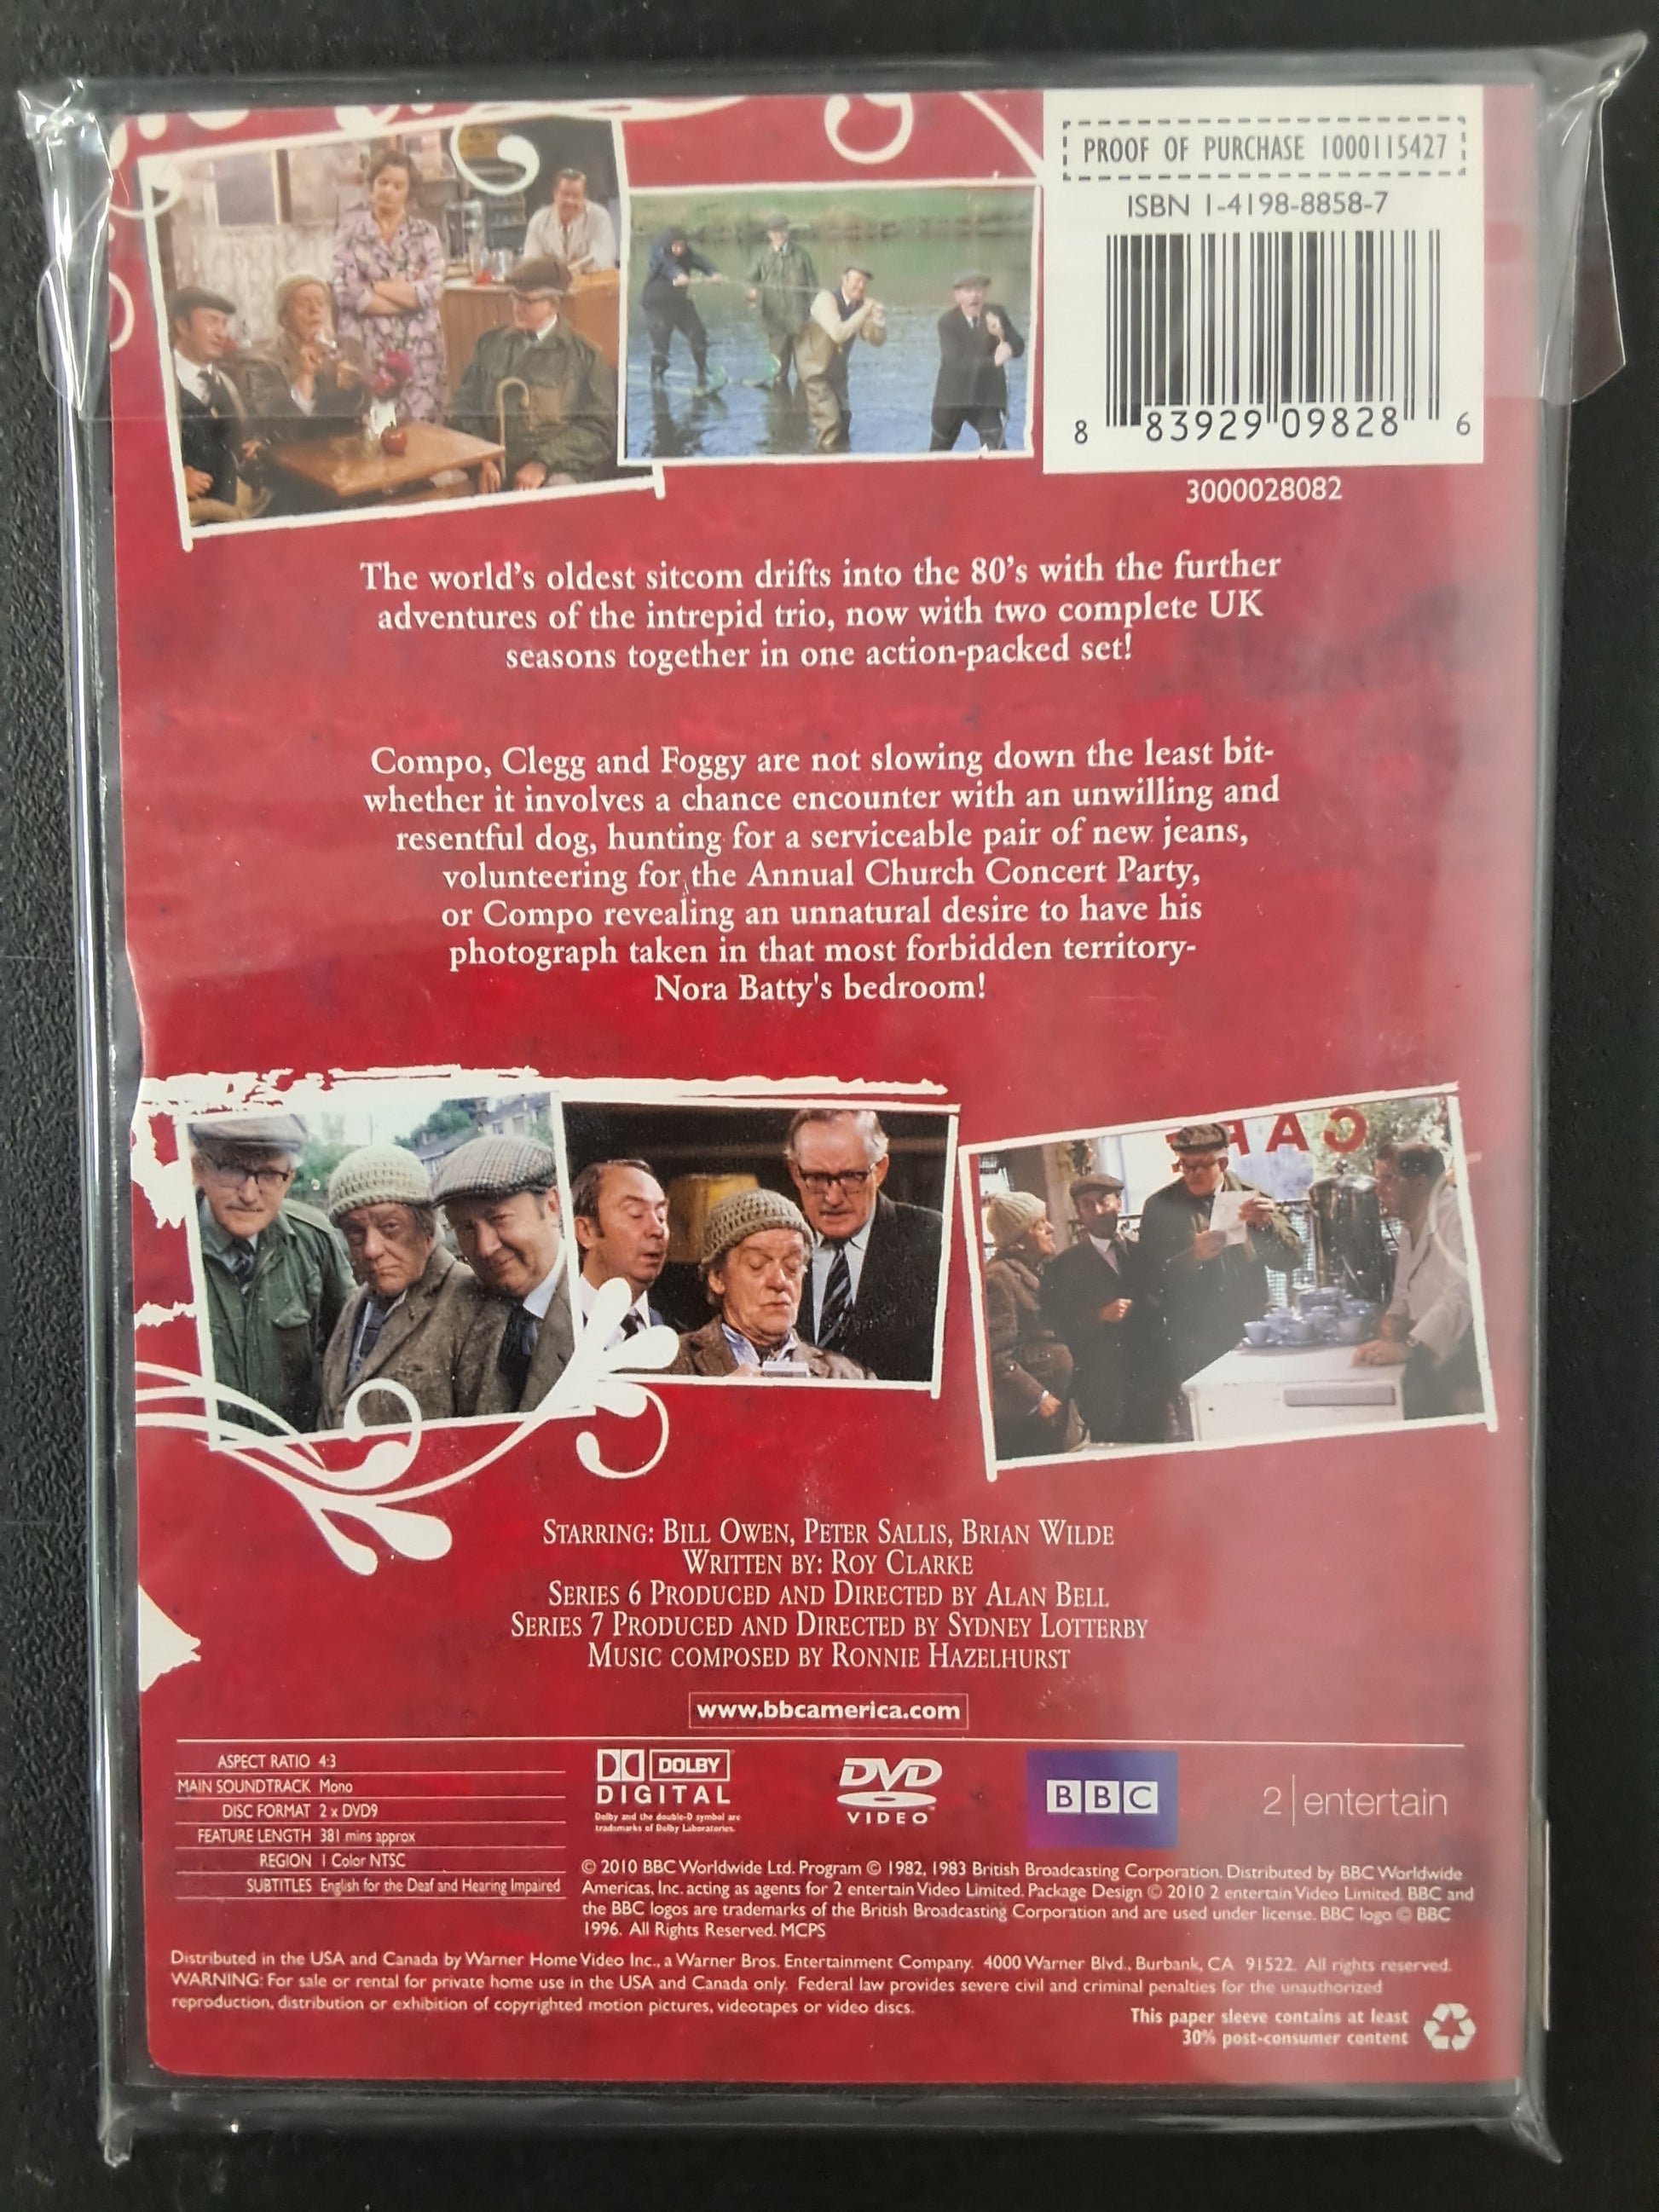 PROOF OF PURCHASE 1000115427
ISBN 1-4198-8858-7
8 83929 09828 6
3000028082
The world's oldest sitcom drifts into the 80's with the further
adventures of the intrepid trio, now with two complete UK
seasons together in one action-packed set!
Compo, Clegg and Foggy are not slowing down the least bit-
whether it involves a chance encounter with an unwilling and
resentful dog, hunting for a serviceable pair of new jeans,
volunteering for the Annual Church Concert Party,
or Compo revealing an unnatural desire to have his
photograph taken in that most forbidden territory-
Nora Batty's bedroom!
CAF
STARRING: BILL OWEN, PETER SALLIS, BRIAN WILDE
WRITTEN BY: ROY CLARKE
SERIES 6 PRODUCED AND DIRECTED BY ALAN BELL
SERIES 7 PRODUCED AND DIRECTED BY SYDNEY LOTTERBY
MUSIC COMPOSED BY RONNIE HAZELHURST
www.bbcamerica.com
ASPECT RATIO 4:3
MAIN SOUNDTRACK Mono
DISC FORMAT 2 x DVD9
FEATURE LENGTH 381 mins approx
REGION 1 Color NTSC
SUBTITLES English for the Deaf and Hearing Impaired
DOLBY
DIGITAL
Dolby and the double-D symbol are
trademarks of Dolby Laboratories.
DVD
VIDEO
BBC
2 | entertain
© 2010 BBC Worldwide Ltd. Program © 1982, 1983 British Broadcasting Corporation. Distributed by BBC Worldwide
Americas, Inc. acting as agents for 2 entertain Video Limited. Package Design © 2010 2 entertain Video Limited. BBC and
the BBC logos are trademarks of the British Broadcasting Corporation and are used under license. BBC logo © BBC
1996. All Rights Reserved. MCPS
Distributed in the USA and Canada by Warner Home Video Inc., a Warner Bros. Entertainment Company. 4000 Warner Blvd., Burbank, CA 91522. All rights reserved.
WARNING: For sale or rental for private home use in the USA and Canada only. Federal law provides severe civil and criminal penalties for the unauthorized
reproduction, distribution or exhibition of copyrighted motion pictures, videotapes or video discs.
This paper sleeve contains at least
30% post-consumer content